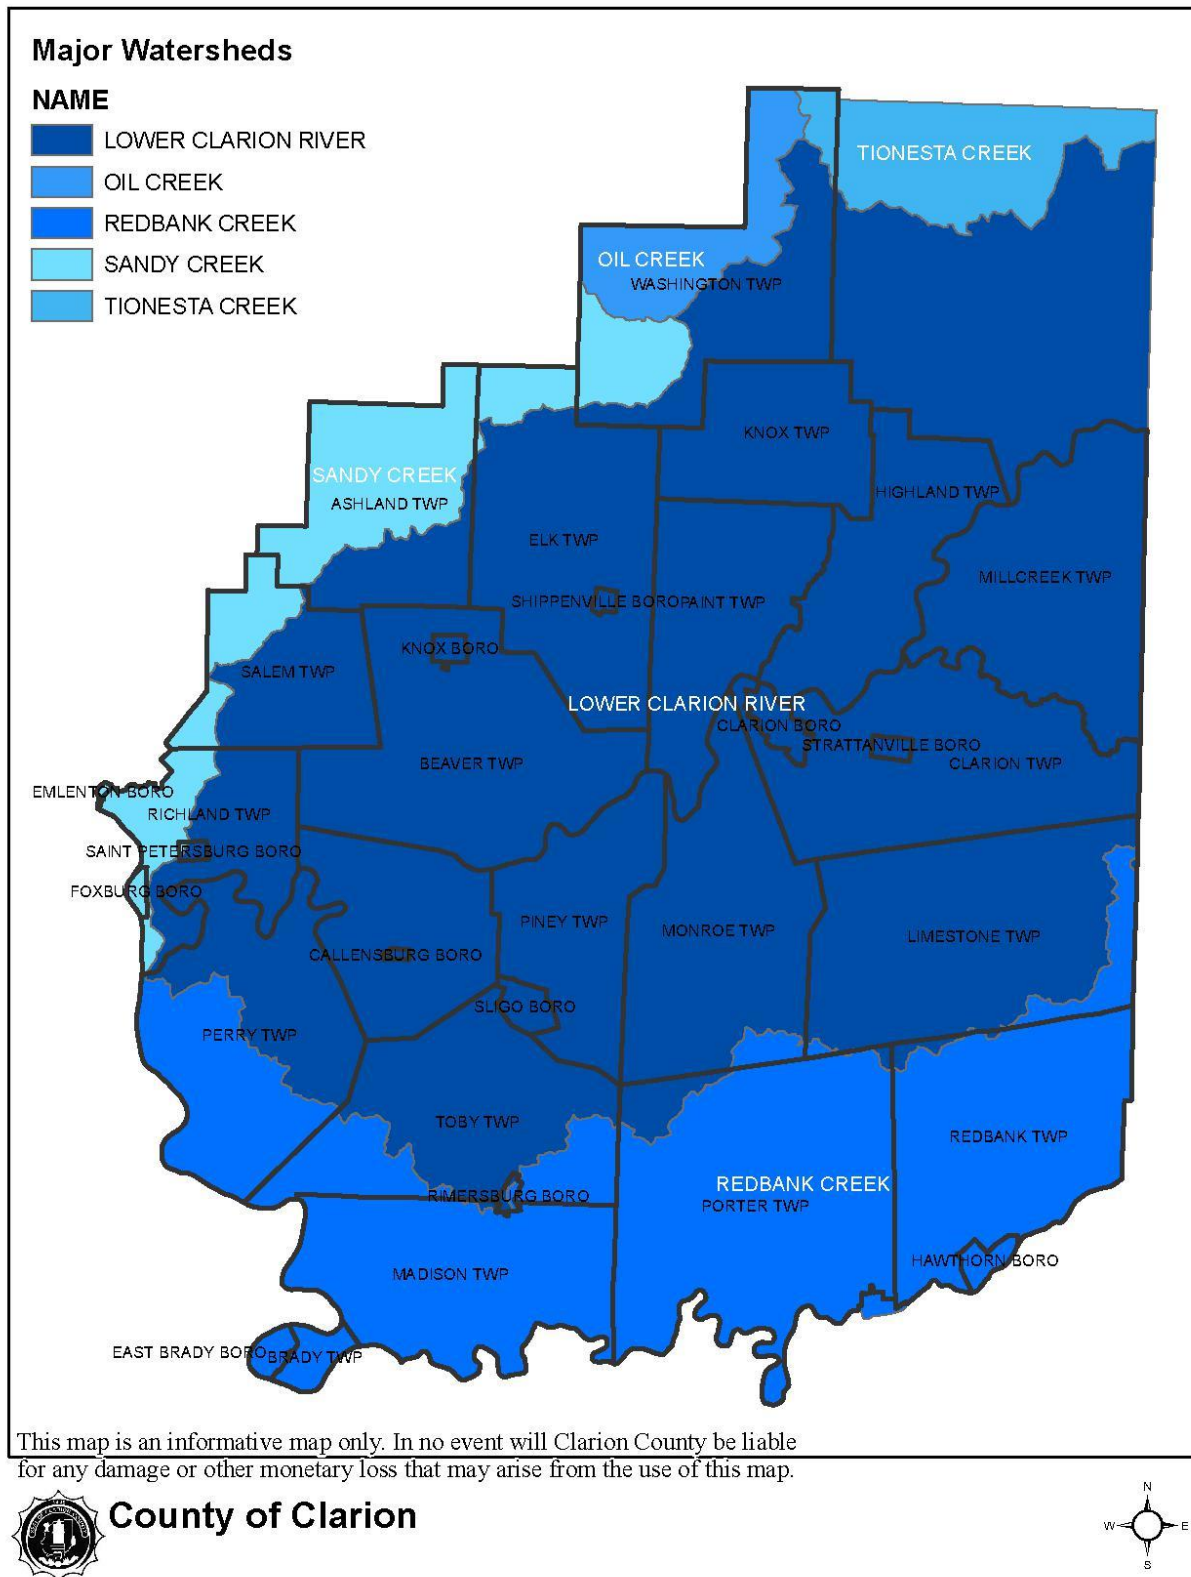 Major Watersheds
NAME
LOWER CLARION RIVER
OIL CREEK
REDBANK CREEK
SANDY CREEK
TIONESTA CREEK
TIONESTA CREEK
OIL CREEK
WASHINGTON TWP
KNOX TWP
SANDY CREEK
HIGHLAND TWP
ASHLAND TWP
ELK TWP
MILLCREEK TWP
SHIPPENVILLE BORO
PAINT TWP
KNOX BORO
SALEM TWP
LOWER CLARION RIVER
CLARION BORO
STRATTANVILLE BORO
BEAVER TWP
CLARION TWP
EMLENTON BORO
RICHLAND TWP
SAINT PETERSBURG BORO
FOXBURG BORO
PINEY TWP
MONROE TWP
LIMESTONE TWP
CALLENSBURG BORO
SLIGO BORO
PERRY TWP
TOBY TWP
REDBANK TWP
REDBANK CREEK
RIMERSBURG BORO
PORTER TWP
HAWTHORN BORO
MADISON TWP
EAST BRADY BORO
BRADY TWP
This map is an informative map only. In no event will Clarion County be liable
for any damage or other monetary loss that may arise from the use of this map.
County of Clarion
N
W
E
S